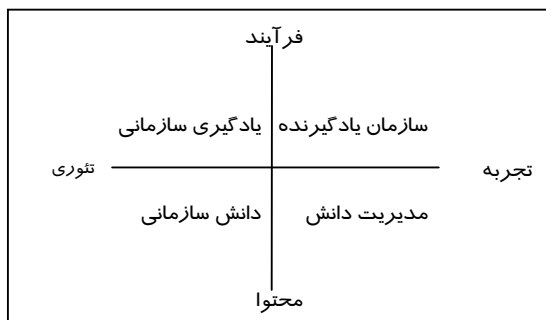 فرآیند
سازمان یادگیرنده
یادگیری سازمانی
تجربه
تئوری
مدیریت دانش
دانش سازمانی
محتوا